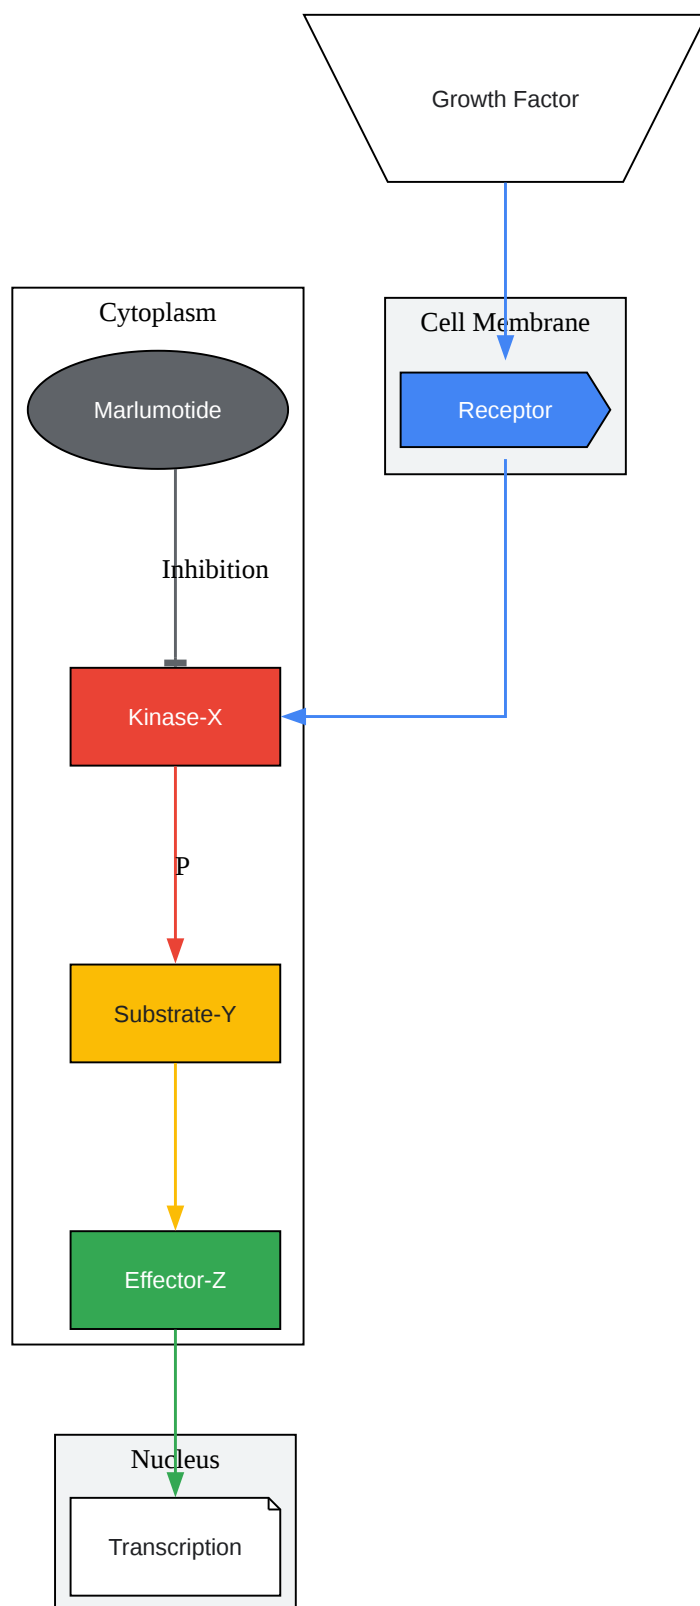 Growth Factor
Cytoplasm
Cell Membrane
Marlumotide
Receptor
Inhibition
Kinase-X
P
Substrate-Y
Effector-Z
Nucleus
Transcription